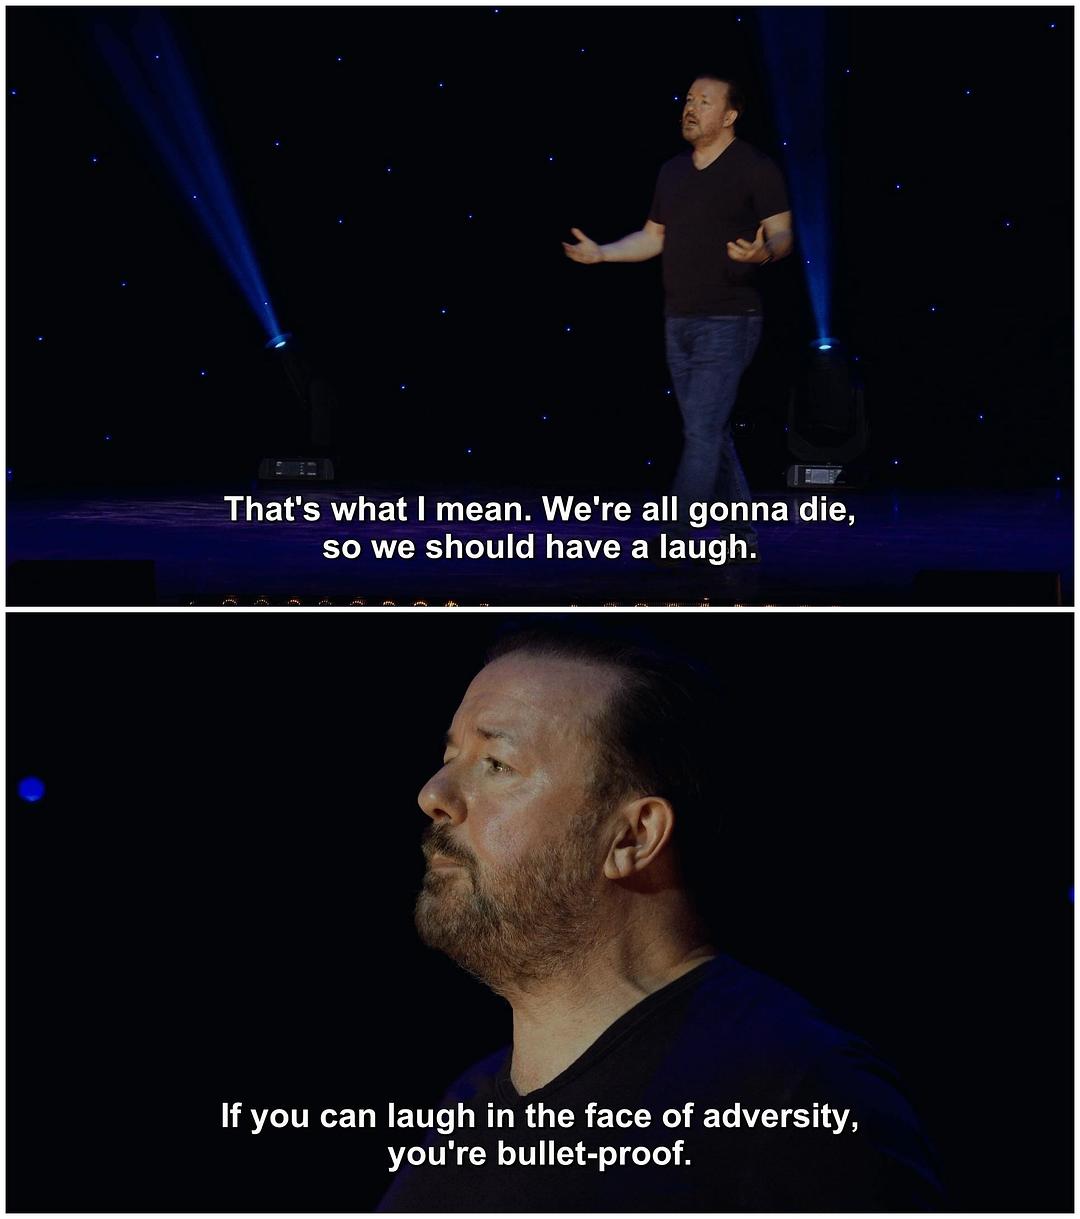 That's what I mean. We're all gonna die,
so we should have a laugh.
If you can laugh in the face of adversity,
you're bullet-proof.